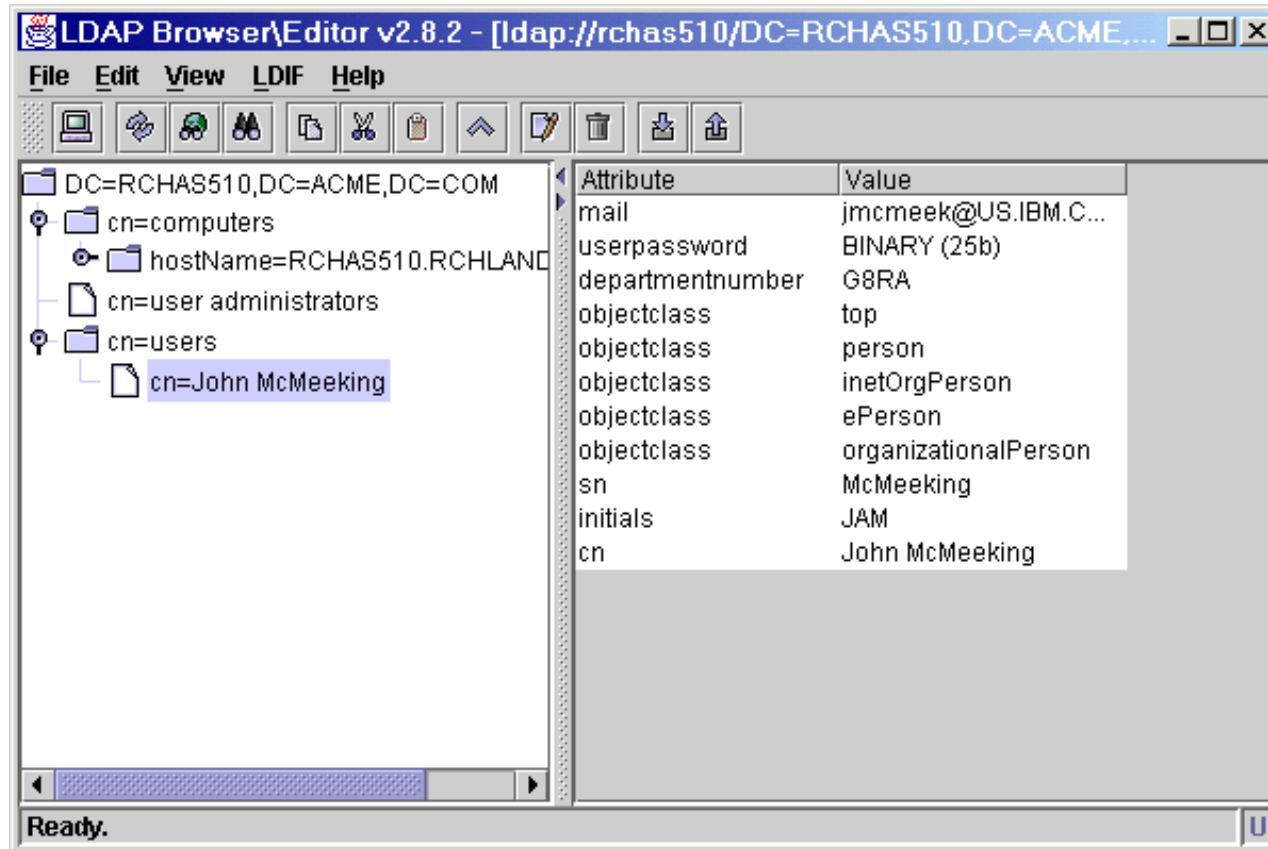 LDAP Browser\Editor v2.8.2 - [ldap://rchas510/DC=RCHAS510,DC=ACME,...
File Edit View LDIF Help
DC=RCHAS510,DC=ACME,DC=COM
cn=computers
hostName=RCHAS510.RCHLAND
cn=user administrators
cn=users
cn=John McMeeking
Attribute Value
mail jmcmeek@US.IBM.C...
userpassword BINARY (25b)
departmentnumber G8RA
objectclass top
objectclass person
objectclass inetOrgPerson
objectclass ePerson
objectclass organizationalPerson
sn McMeeking
initials JAM
cn John McMeeking
Ready. U